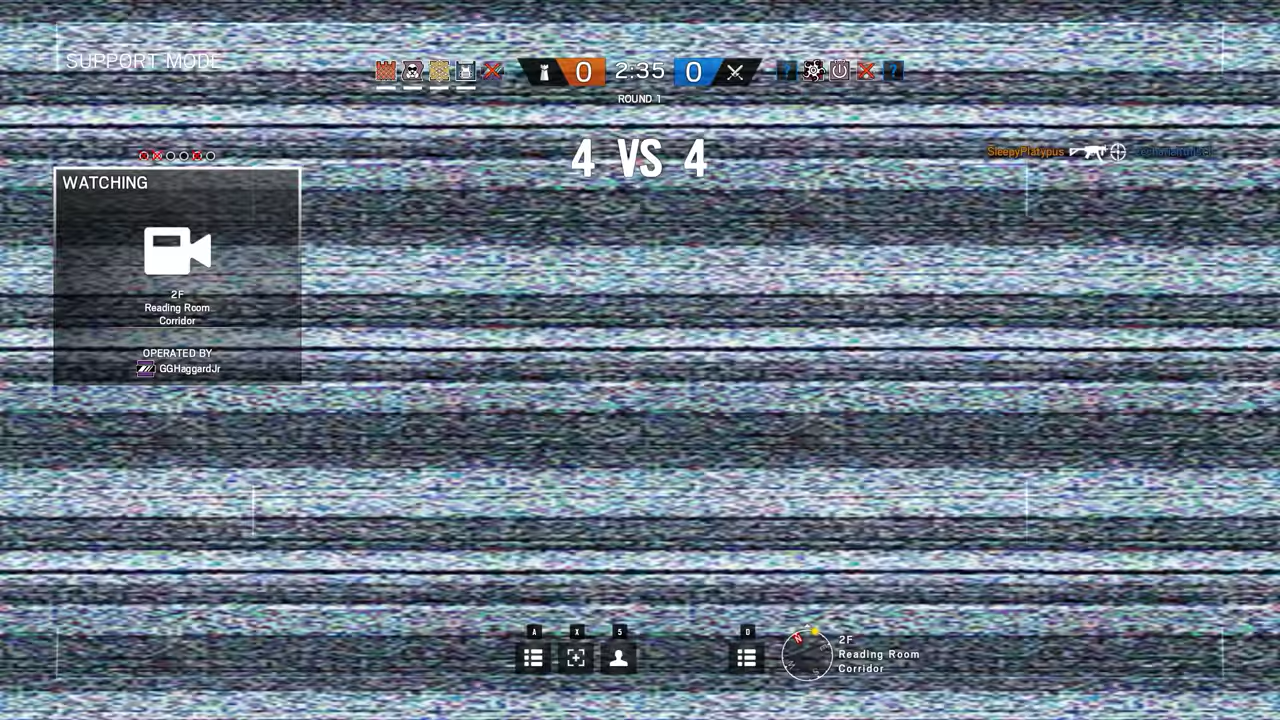 SUPPORT MODE
0 2:35 0
ROUND 1
4 VS 4
SleepyPlatypus
WATCHING
2F
Reading Room
Corridor
OPERATED BY
GGHaggardJr
A X 5 D
N
2F
Reading Room
Corridor